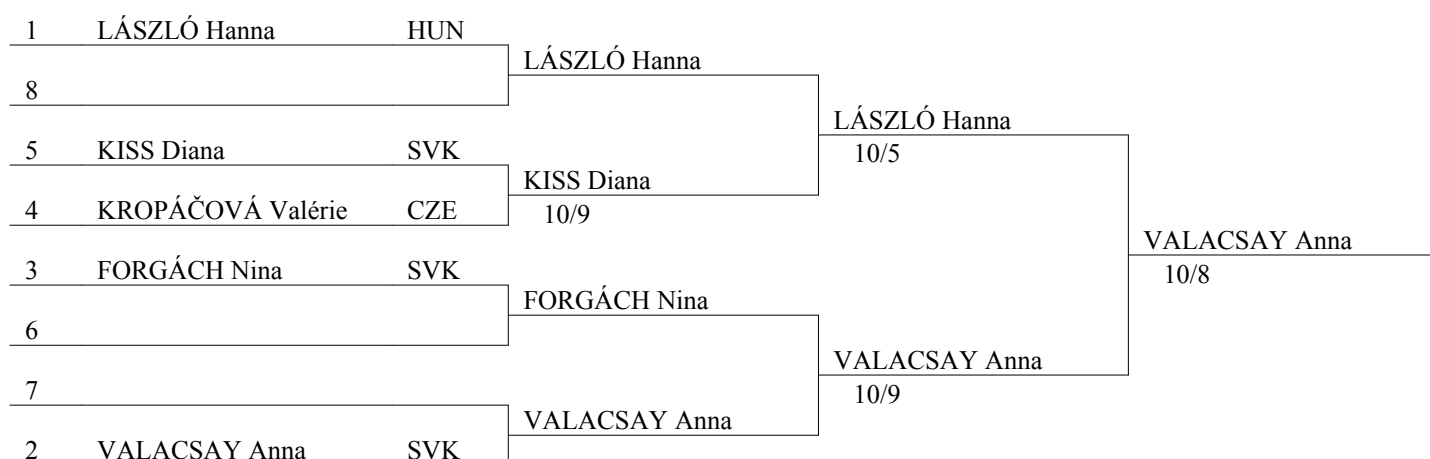 1 LÁSZLÓ Hanna HUN
LÁSZLÓ Hanna
8
LÁSZLÓ Hanna
5 KISS Diana SVK
10/5
KISS Diana
4 KROPÁČOVÁ Valérie CZE
10/9
VALACSAY Anna
3 FORGÁCH Nina SVK
10/8
FORGÁCH Nina
6
VALACSAY Anna
7
10/9
VALACSAY Anna
2 VALACSAY Anna SVK